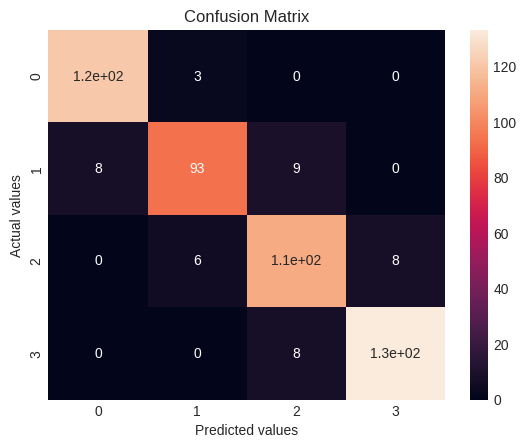 Confusion Matrix
Actual values
0 1.2e+02 3 0 0
1 8 93 9 0
2 0 6 1.1e+02 8
3 0 0 8 1.3e+02
0 1 2 3
Predicted values
120
100
80
60
40
20
0